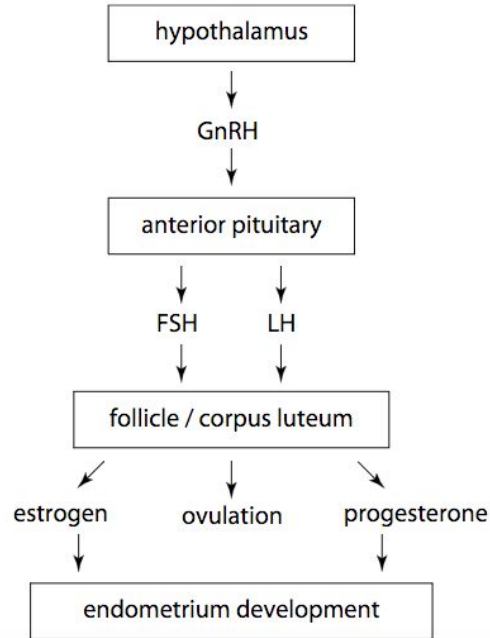 hypothalamus
GnRH
anterior pituitary
FSH LH
follicle / corpus luteum
estrogen ovulation progesterone
endometrium development